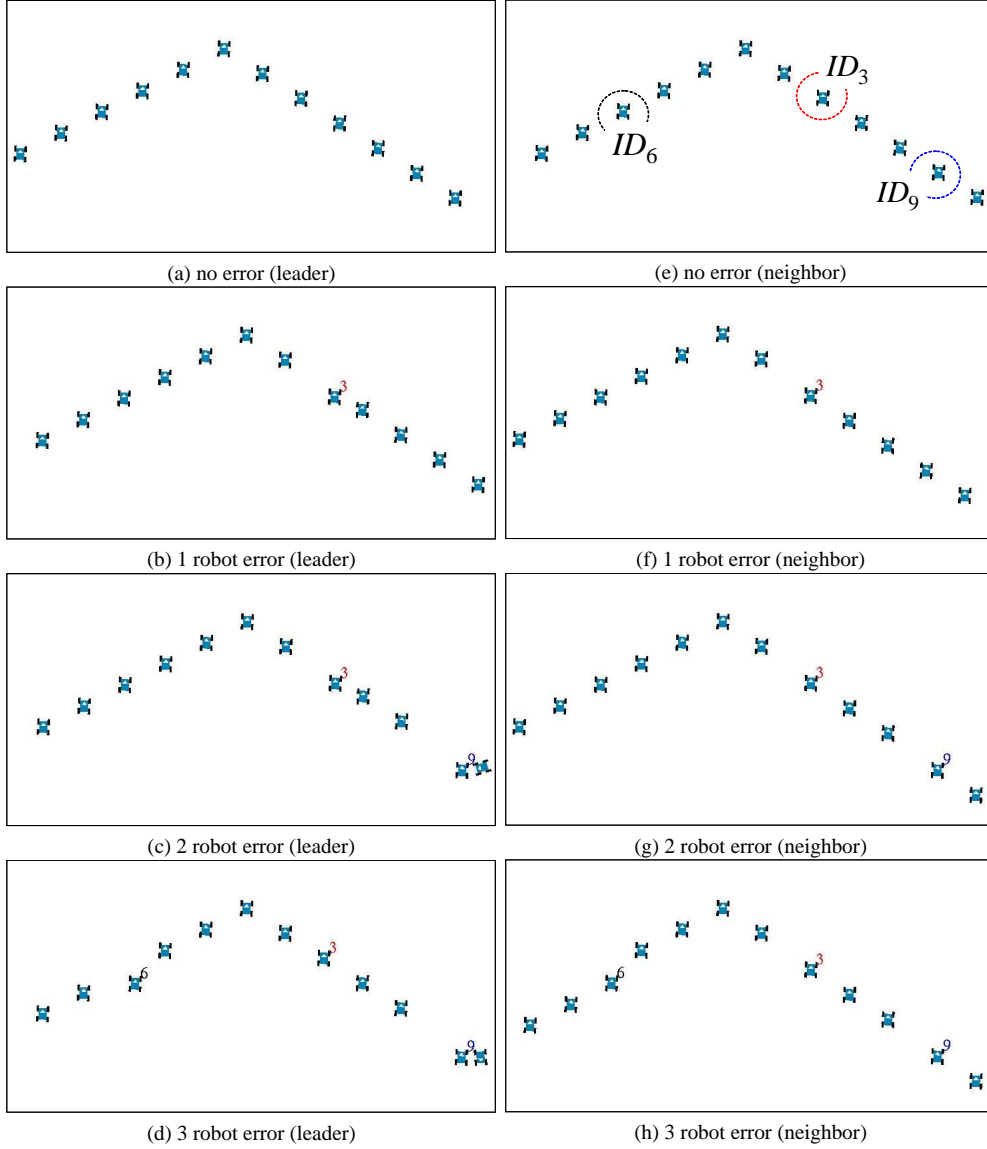 ID3
ID6
ID9
(a) no error (leader)
(e) no error (neighbor)
3
3
(b) 1 robot error (leader)
(f) 1 robot error (neighbor)
3
9
3
9
(c) 2 robot error (leader)
(g) 2 robot error (neighbor)
3
6
9
3
6
9
(d) 3 robot error (leader)
(h) 3 robot error (neighbor)